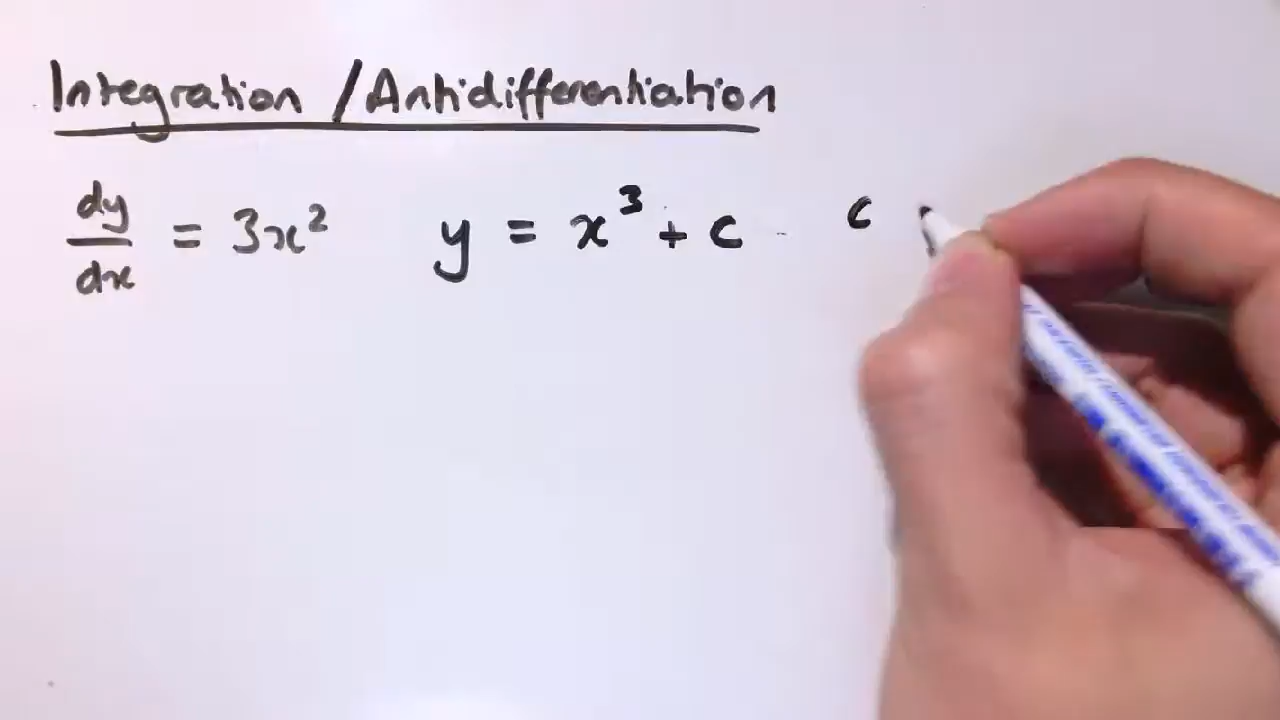 Integration / Antidifferentiation
dy/dx = 3x² y = x³ + c c